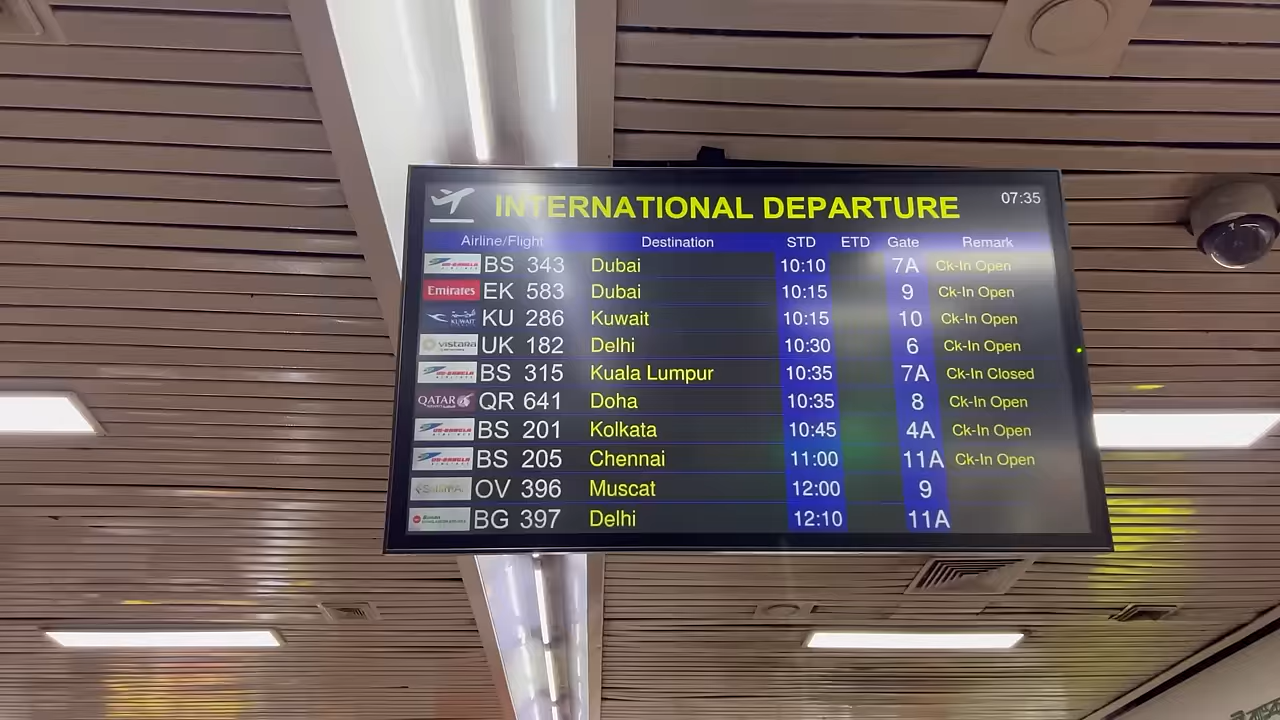 INTERNATIONAL DEPARTURE 07:35
Airline/Flight Destination STD ETD Gate Remark
BS 343 Dubai 10:10 7A Ck-In Open
Emirates EK 583 Dubai 10:15 9 Ck-In Open
KUWAIT KU 286 Kuwait 10:15 10 Ck-In Open
VISTARA UK 182 Delhi 10:30 6 Ck-In Open
BS 315 Kuala Lumpur 10:35 7A Ck-In Closed
QATAR QR 641 Doha 10:35 8 Ck-In Open
BS 201 Kolkata 10:45 4A Ck-In Open
BS 205 Chennai 11:00 11A Ck-In Open
OV 396 Muscat 12:00 9
BG 397 Delhi 12:10 11A